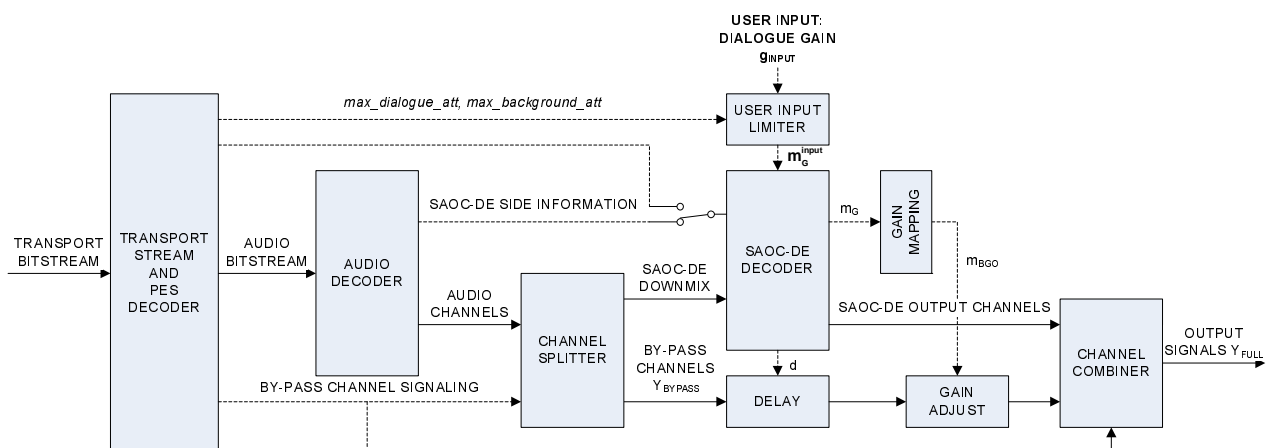 USER INPUT:
DIALOGUE GAIN
gINPUT
max_dialogue_att, max_background_att
USER INPUT
LIMITER
mG input
SAOC-DE SIDE INFORMATION
mG
GAIN
MAPPING
TRANSPORT
BITSTREAM
TRANSPORT
STREAM
AND
PES
DECODER
AUDIO
BITSTREAM
AUDIO
DECODER
SAOC-DE
DECODER
SAOC-DE
DOWNMIX
mBGO
AUDIO
CHANNELS
SAOC-DE OUTPUT CHANNELS
CHANNEL
SPLITTER
BY-PASS
CHANNELS
YBYPASS
d
CHANNEL
COMBINER
OUTPUT
SIGNALS YFULL
BY-PASS CHANNEL SIGNALING
DELAY
GAIN
ADJUST